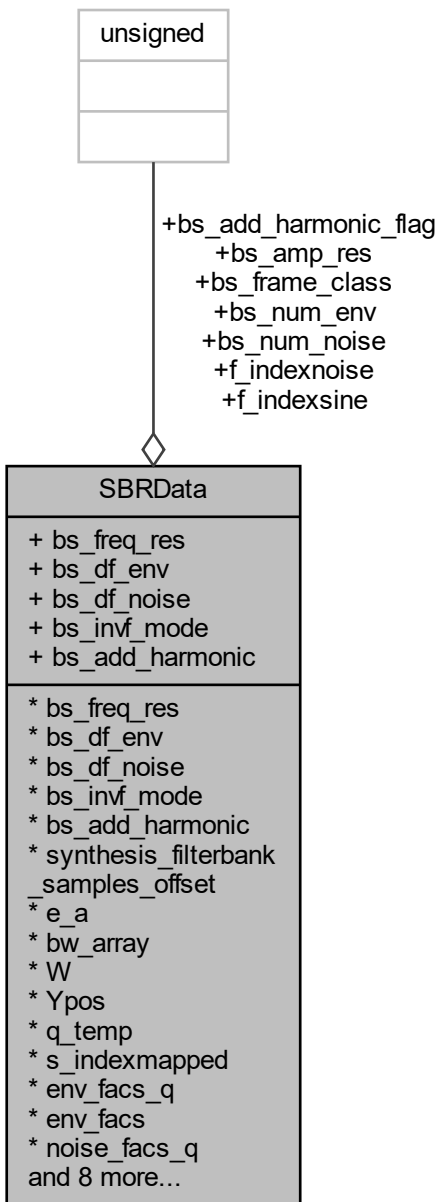 unsigned
+bs_add_harmonic_flag
+bs_amp_res
+bs_frame_class
+bs_num_env
+bs_num_noise
+f_indexnoise
+f_indexsine
SBRData
+ bs_freq_res
+ bs_df_env
+ bs_df_noise
+ bs_invf_mode
+ bs_add_harmonic
* bs_freq_res
* bs_df_env
* bs_df_noise
* bs_invf_mode
* bs_add_harmonic
* synthesis_filterbank
_samples_offset
* e_a
* bw_array
* W
* Ypos
* q_temp
* s_indexmapped
* env_facs_q
* env_facs
* noise_facs_q
and 8 more...